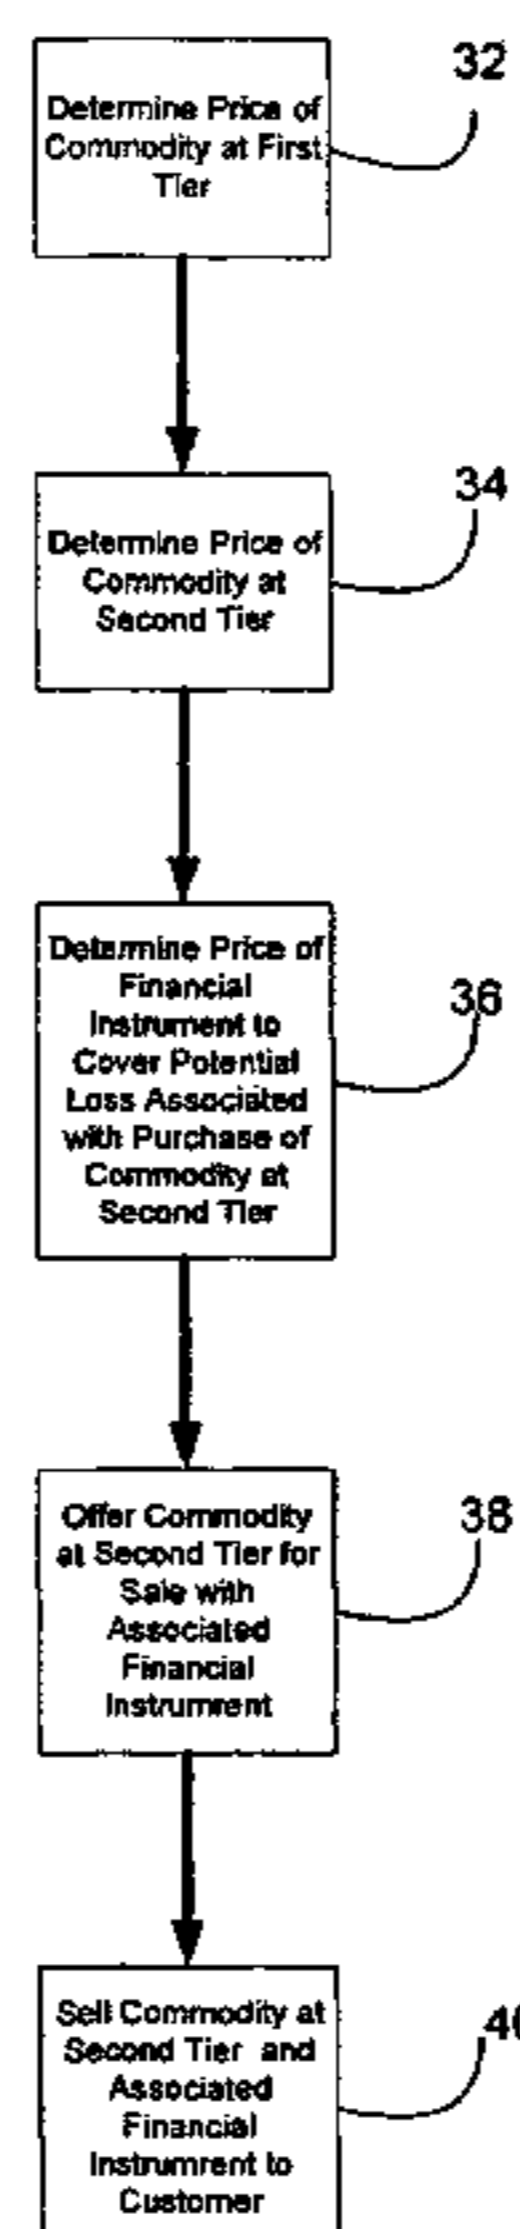 32
Determine Price of
Commodity at First
Tier
34
Determine Price of
Commodity at
Second Tier
Determine Price of
Financial
36
Instrument to
Cover Potential
Loss Associated
with Purchase of
Commodity at
Second Tier
38
Offer Commodity
at Second Tier for
Sale with
Associated
Financial
Instrumrent
Sell Commodity at
40
Second Tier and
Associated
Financial
Instrumrent to
Customer